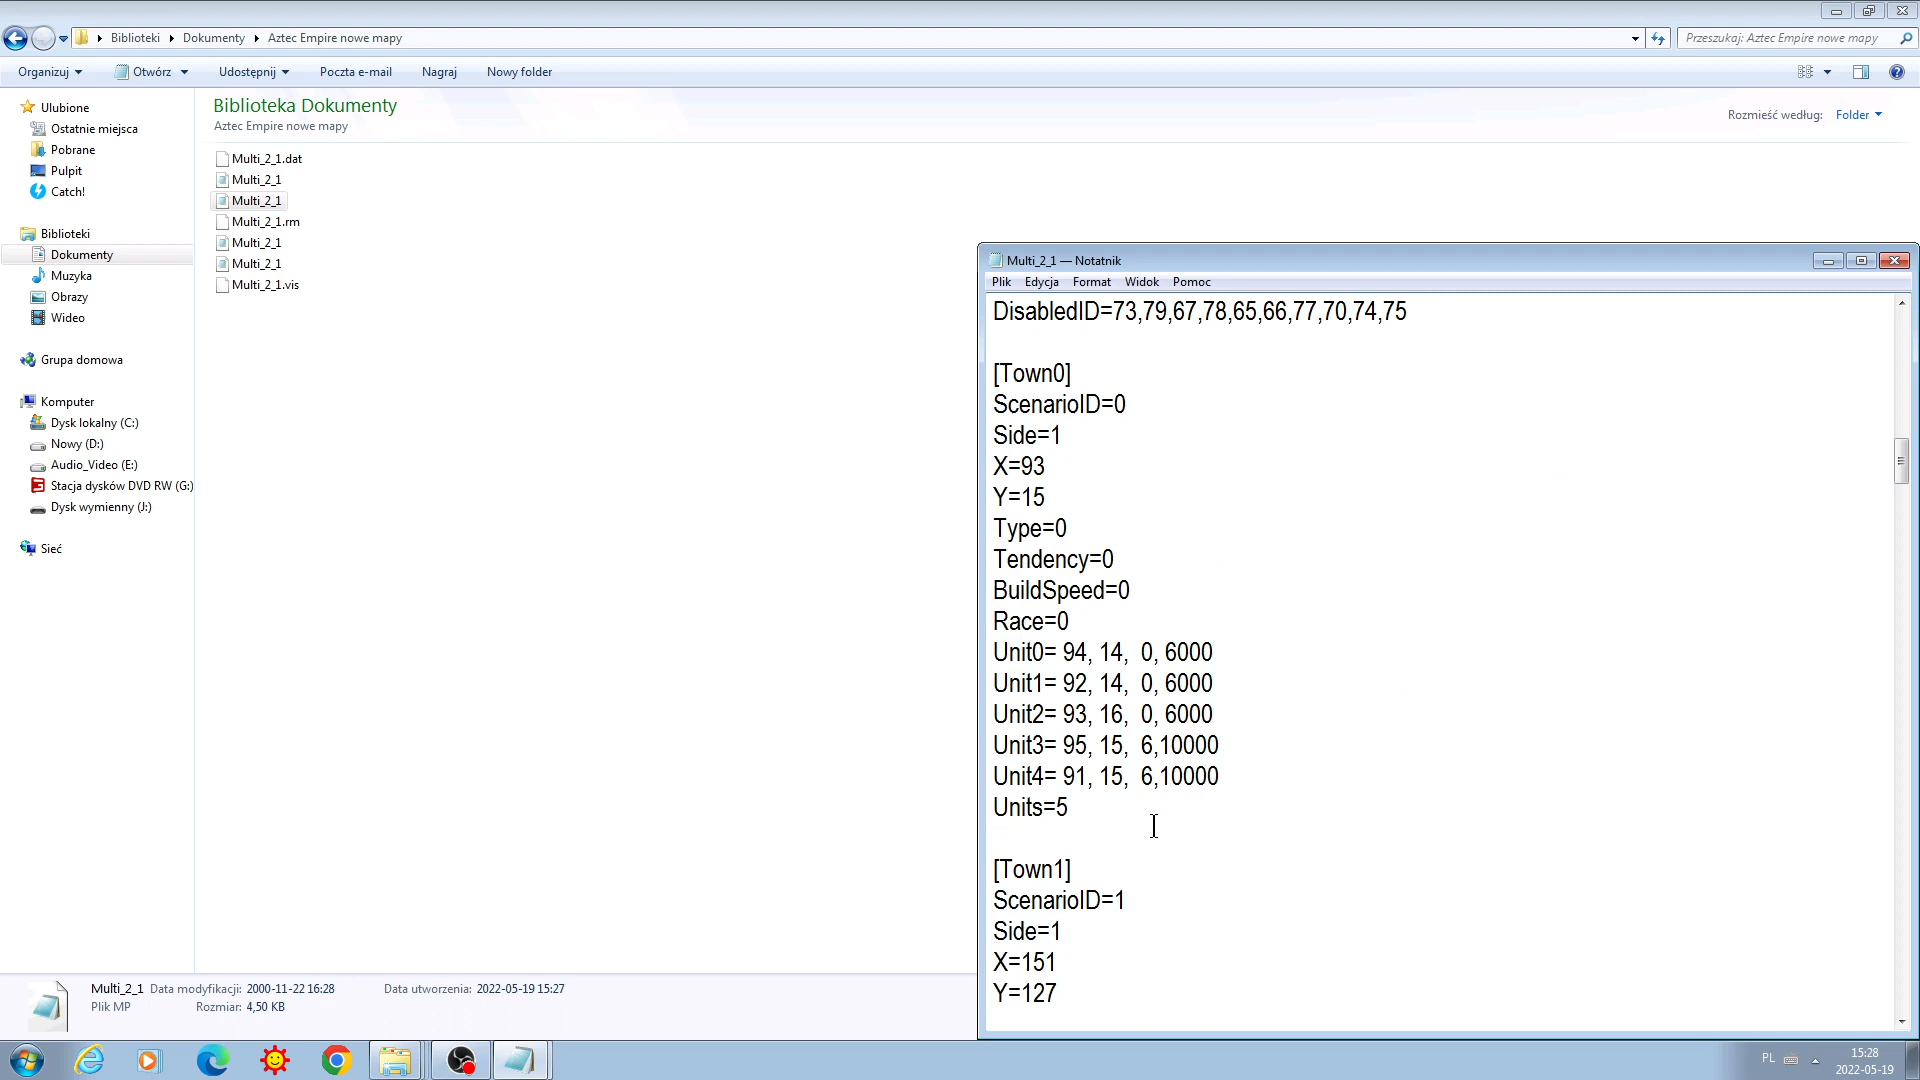 Biblioteki
Dokumenty
Aztec Empire nowe mapy
Przeszukaj: Aztec Empire nowe mapy
Organizuj
Otwórz
Udostępnij
Poczta e-mail
Nagraj
Nowy folder
Ulubione
Ostatnie miejsca
Pobrane
Pulpit
Catch!
Biblioteki
Dokumenty
Muzyka
Obrazy
Wideo
Grupa domowa
Komputer
Dysk lokalny (C:)
Nowy (D:)
Audio_Video (E:)
Stacja dysków DVD RW (G:)
Dysk wymienny (J:)
Sieć
Biblioteka Dokumenty
Aztec Empire nowe mapy
Rozmieść według:
Folder
Multi_2_1.dat
Multi_2_1
Multi_2_1
Multi_2_1.rm
Multi_2_1
Multi_2_1
Multi_2_1.vis
Multi_2_1 — Notatnik
Plik
Edycja
Format
Widok
Pomoc
DisabledID=73,79,67,78,65,66,77,70,74,75
[Town0]
ScenarioID=0
Side=1
X=93
Y=15
Type=0
Tendency=0
BuildSpeed=0
Race=0
Unit0= 94, 14,  0, 6000
Unit1= 92, 14,  0, 6000
Unit2= 93, 16,  0, 6000
Unit3= 95, 15,  6,10000
Unit4= 91, 15,  6,10000
Units=5
[Town1]
ScenarioID=1
Side=1
X=151
Y=127
Multi_2_1 Data modyfikacji: 2000-11-22 16:28 Data utworzenia: 2022-05-19 15:27
Plik MP Rozmiar: 4,50 KB
PL
15:28
2022-05-19